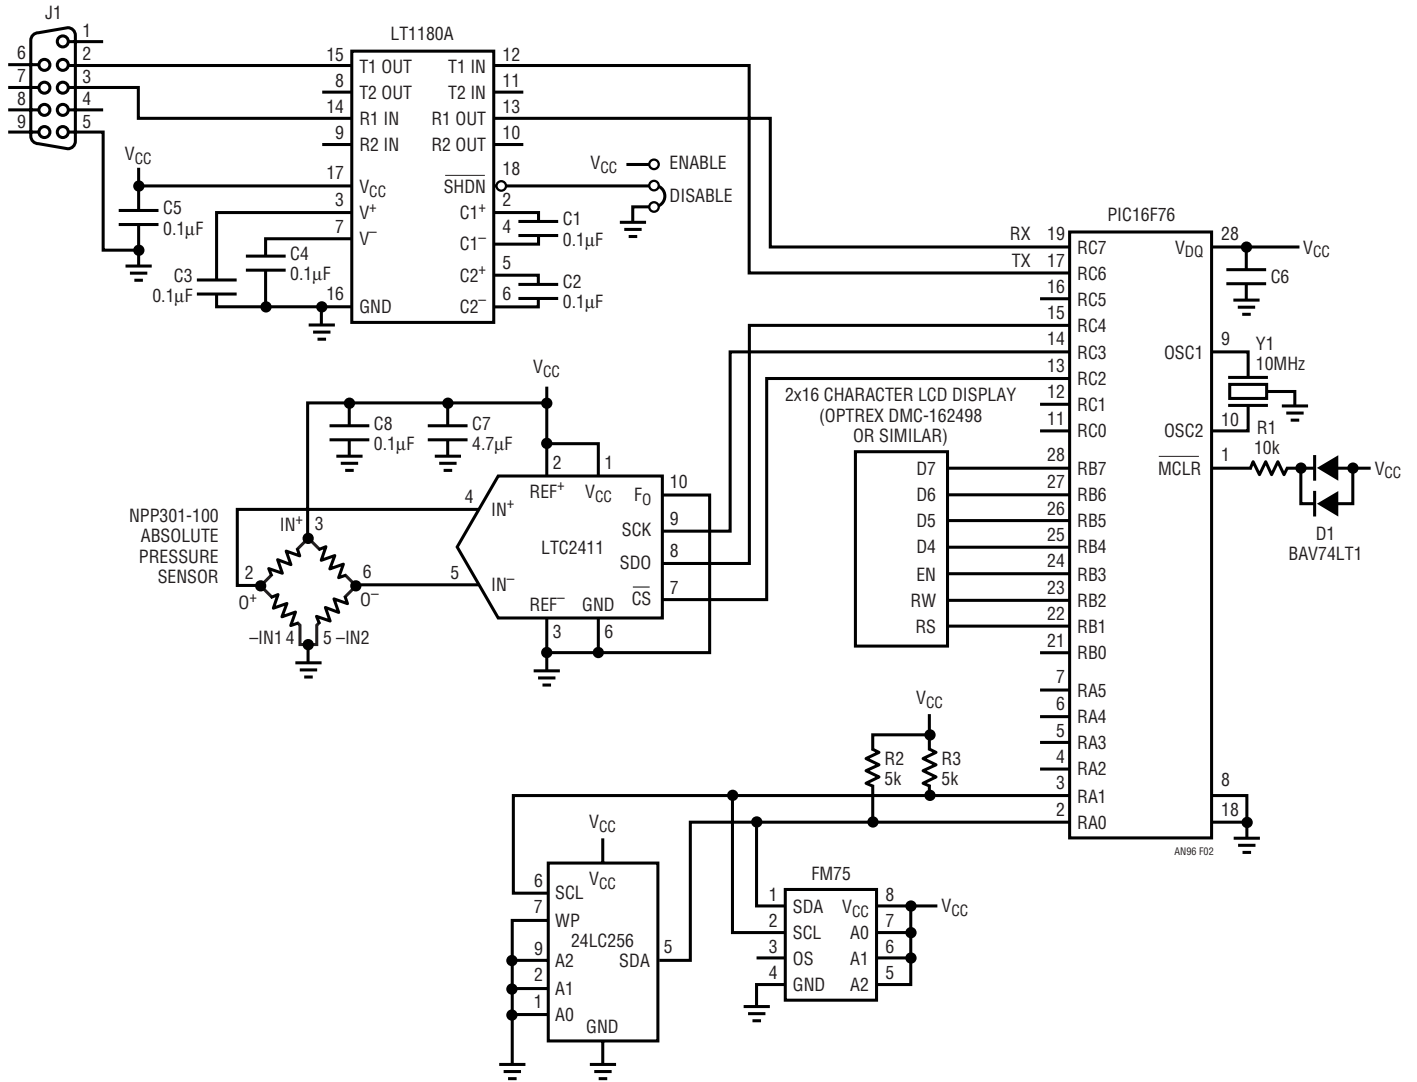 J1
1
6
2
7
3
8
4
9
5
LT1180A
15 T1 OUT T1 IN 12
8 T2 OUT T2 IN 11
14 R1 IN R1 OUT 13
9 R2 IN R2 OUT 10
17 VCC SHDN 18
3 V+ C1+ 2
7 V– C1– 4
C2+ 5
16 GND C2– 6
VCC
C5
0.1µF
C3
0.1µF
C4
0.1µF
C1
0.1µF
C2
0.1µF
VCC ENABLE
DISABLE
PIC16F76
RX 19 RC7 VDQ 28 VCC
TX 17 RC6
16 RC5
15 RC4
14 RC3 OSC1 9
13 RC2
12 RC1
11 RC0 OSC2 10
28 RB7 MCLR 1
27 RB6
26 RB5
25 RB4
24 RB3
23 RB2
22 RB1
21 RB0
7 RA5
6 RA4
5 RA3
4 RA2
3 RA1 8
2 RA0 18
C6
Y1
10MHz
R1
10k
VCC
D1
BAV74LT1
AN96 F02
2x16 CHARACTER LCD DISPLAY
(OPTREX DMC-162498
OR SIMILAR)
D7
D6
D5
D4
EN
RW
RS
VCC
C8
0.1µF
C7
4.7µF
NPP301-100
ABSOLUTE
PRESSURE
SENSOR
IN+ 3
2
O+
6
O–
–IN1 4 5 –IN2
LTC2411
2 REF+
1 VCC
4 IN+
5 IN–
FO 10
SCK 9
SDO 8
CS 7
REF– 3
GND 6
VCC
R2
5k
R3
5k
VCC
24LC256
VCC
6 SCL
7 WP
9 A2
2 A1
1 A0
SDA 5
GND
FM75
1 SDA VCC 8 VCC
2 SCL A0 7
3 OS A1 6
4 GND A2 5